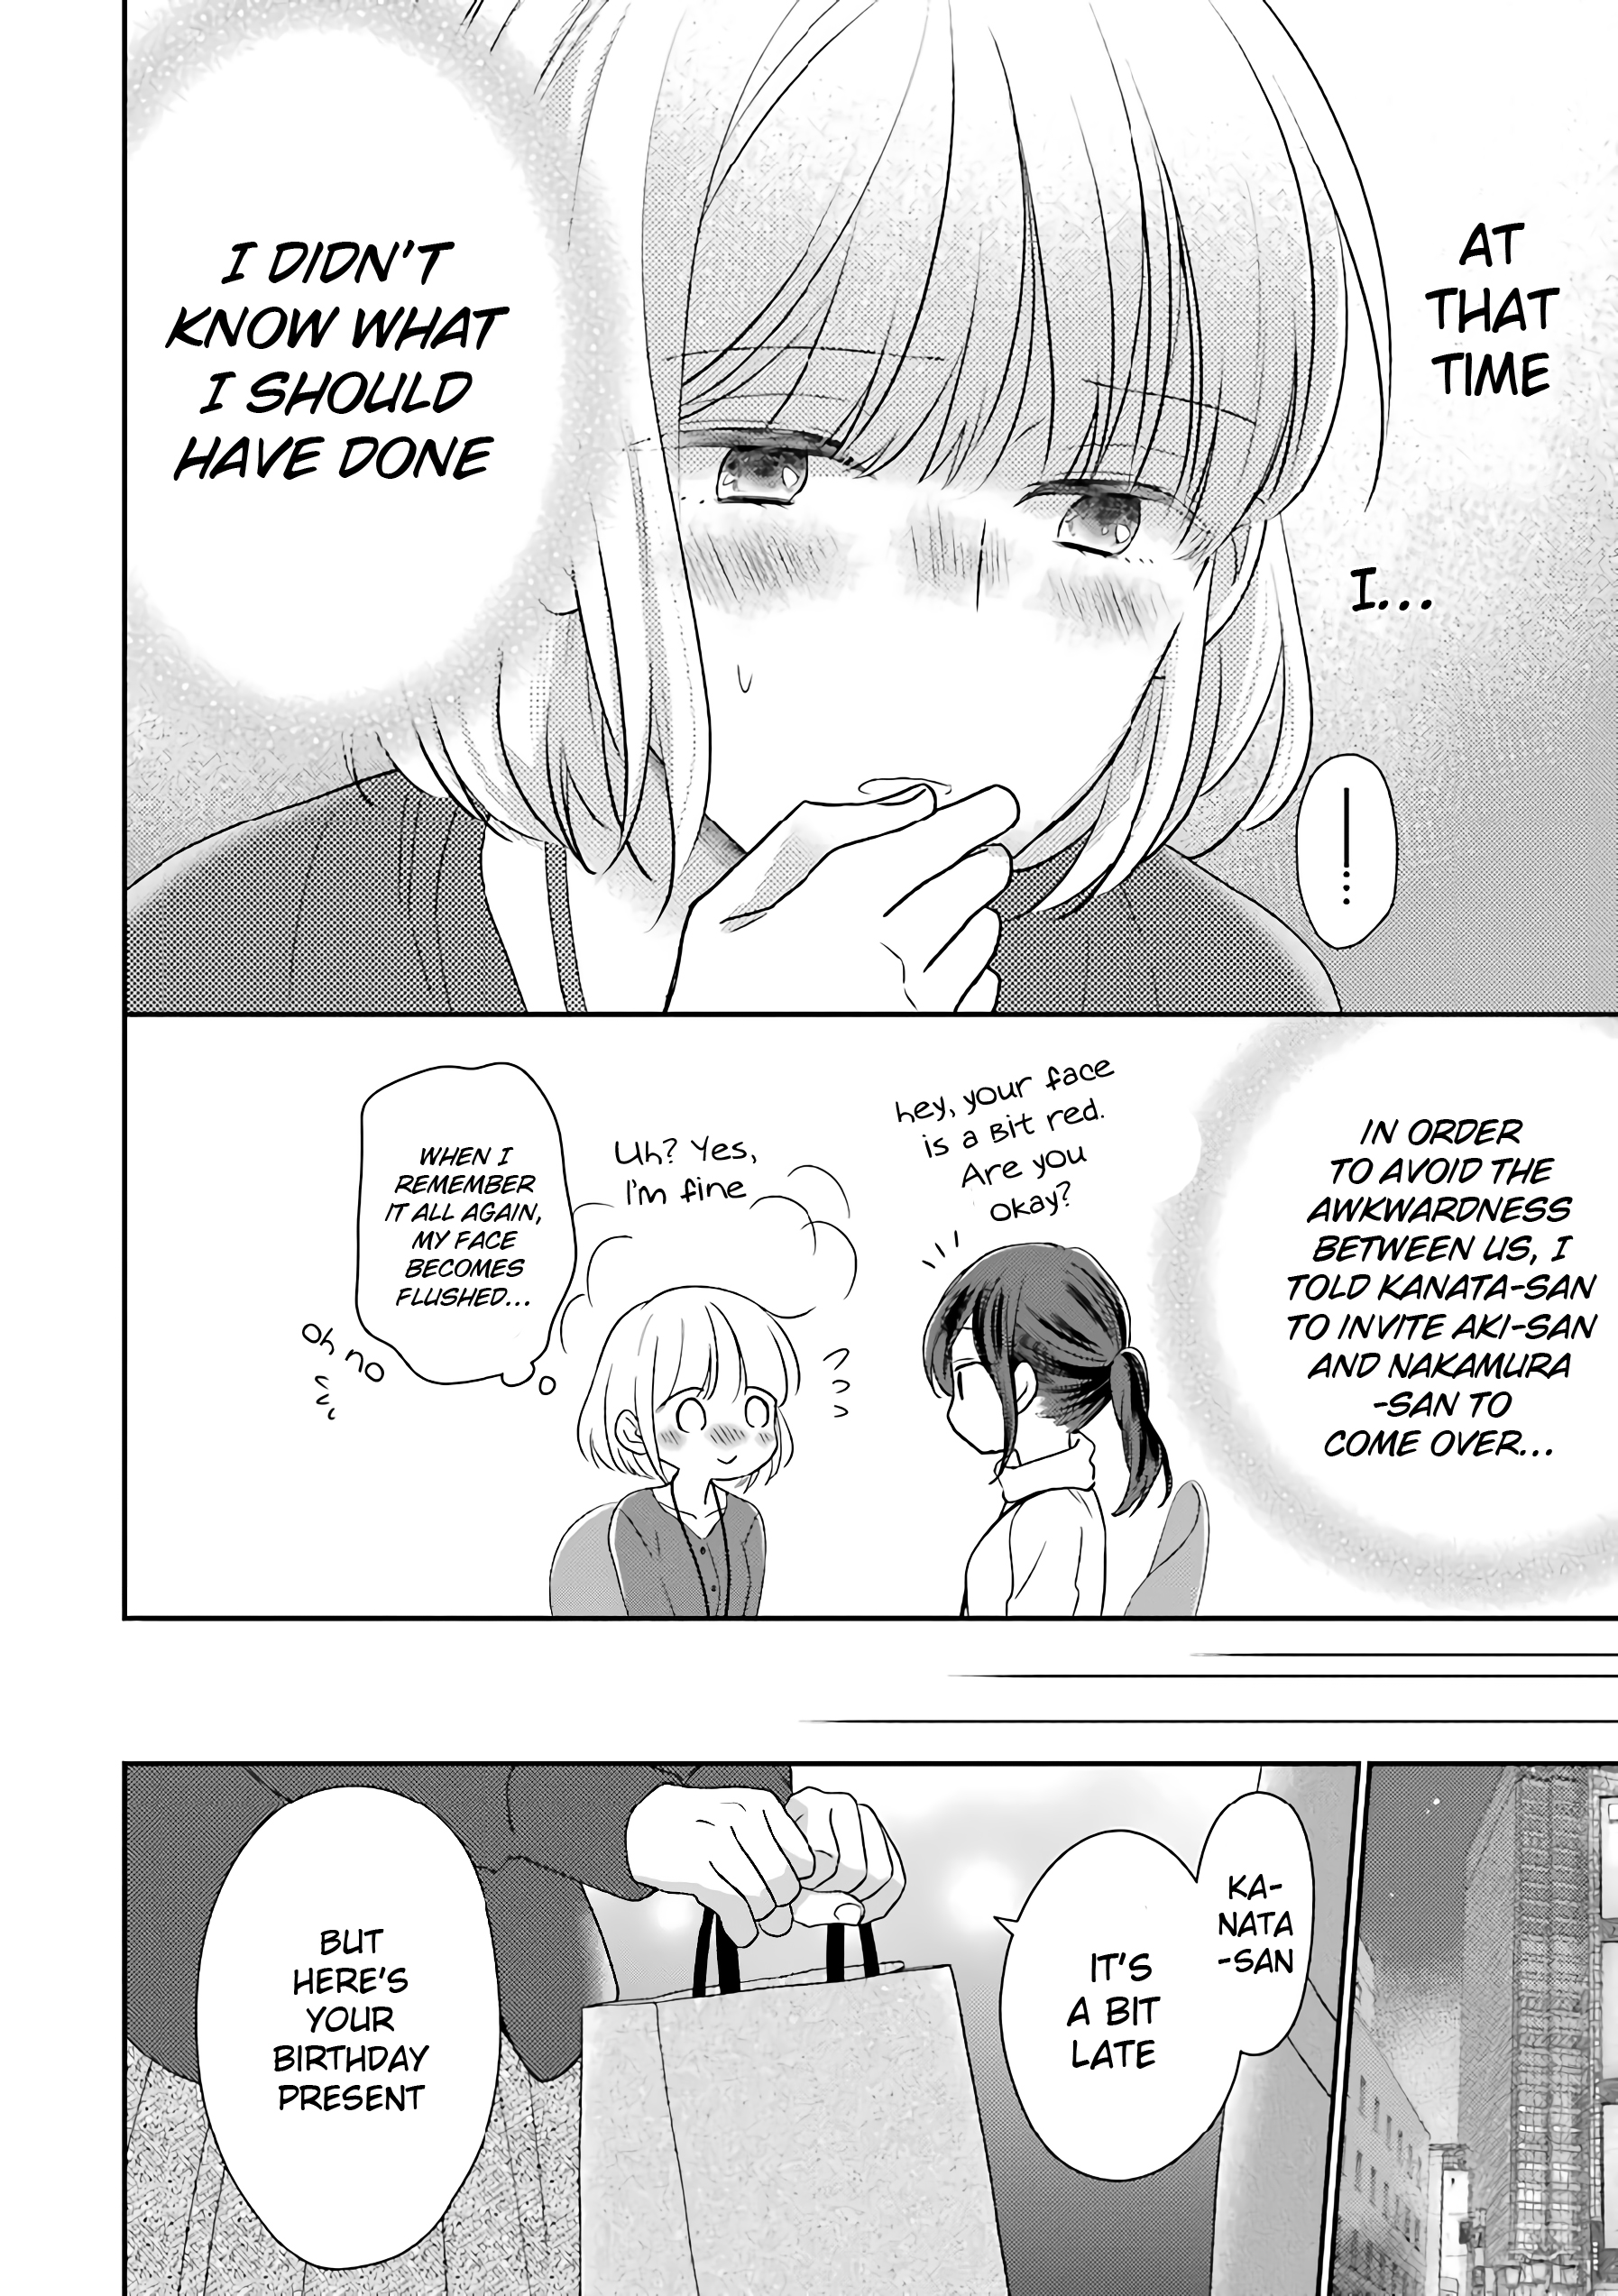 AT
THAT
TIME
I...
I DIDN'T
KNOW WHAT
I SHOULD
HAVE DONE
IN ORDER
TO AVOID THE
AWKWARDNESS
BETWEEN US, I
TOLD KANATA-SAN
TO INVITE AKI-SAN
AND NAKAMURA
-SAN TO
COME OVER...
hey, your face
is a Bit red.
Are you
okay?
Uh? Yes,
I'm fine
WHEN I
REMEMBER
IT ALL AGAIN,
MY FACE
BECOMES
FLUSHED...
Oh no
KA-
NATA
-SAN
IT'S
A BIT
LATE
BUT
HERE'S
YOUR
BIRTHDAY
PRESENT